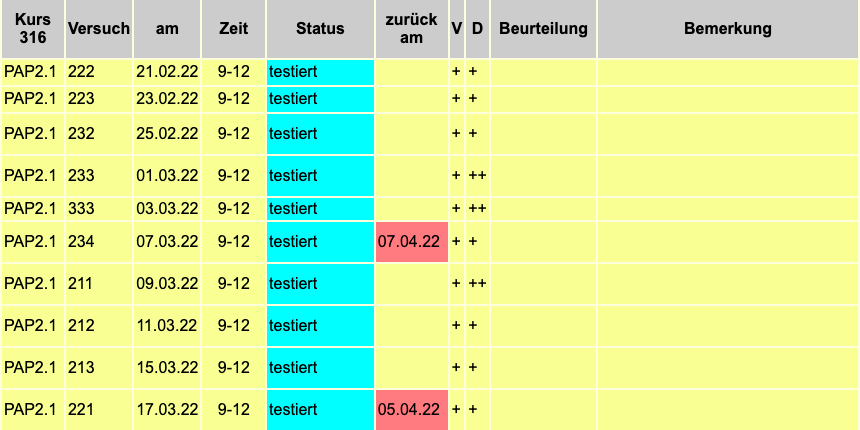 Kurs 316 Versuch am Zeit Status zurück am V D Beurteilung Bemerkung
PAP2.1 222 21.02.22 9-12 testiert + +
PAP2.1 223 23.02.22 9-12 testiert + +
PAP2.1 232 25.02.22 9-12 testiert + +
PAP2.1 233 01.03.22 9-12 testiert + ++
PAP2.1 333 03.03.22 9-12 testiert + ++
PAP2.1 234 07.03.22 9-12 testiert 07.04.22 + +
PAP2.1 211 09.03.22 9-12 testiert + ++
PAP2.1 212 11.03.22 9-12 testiert + +
PAP2.1 213 15.03.22 9-12 testiert + +
PAP2.1 221 17.03.22 9-12 testiert 05.04.22 + +